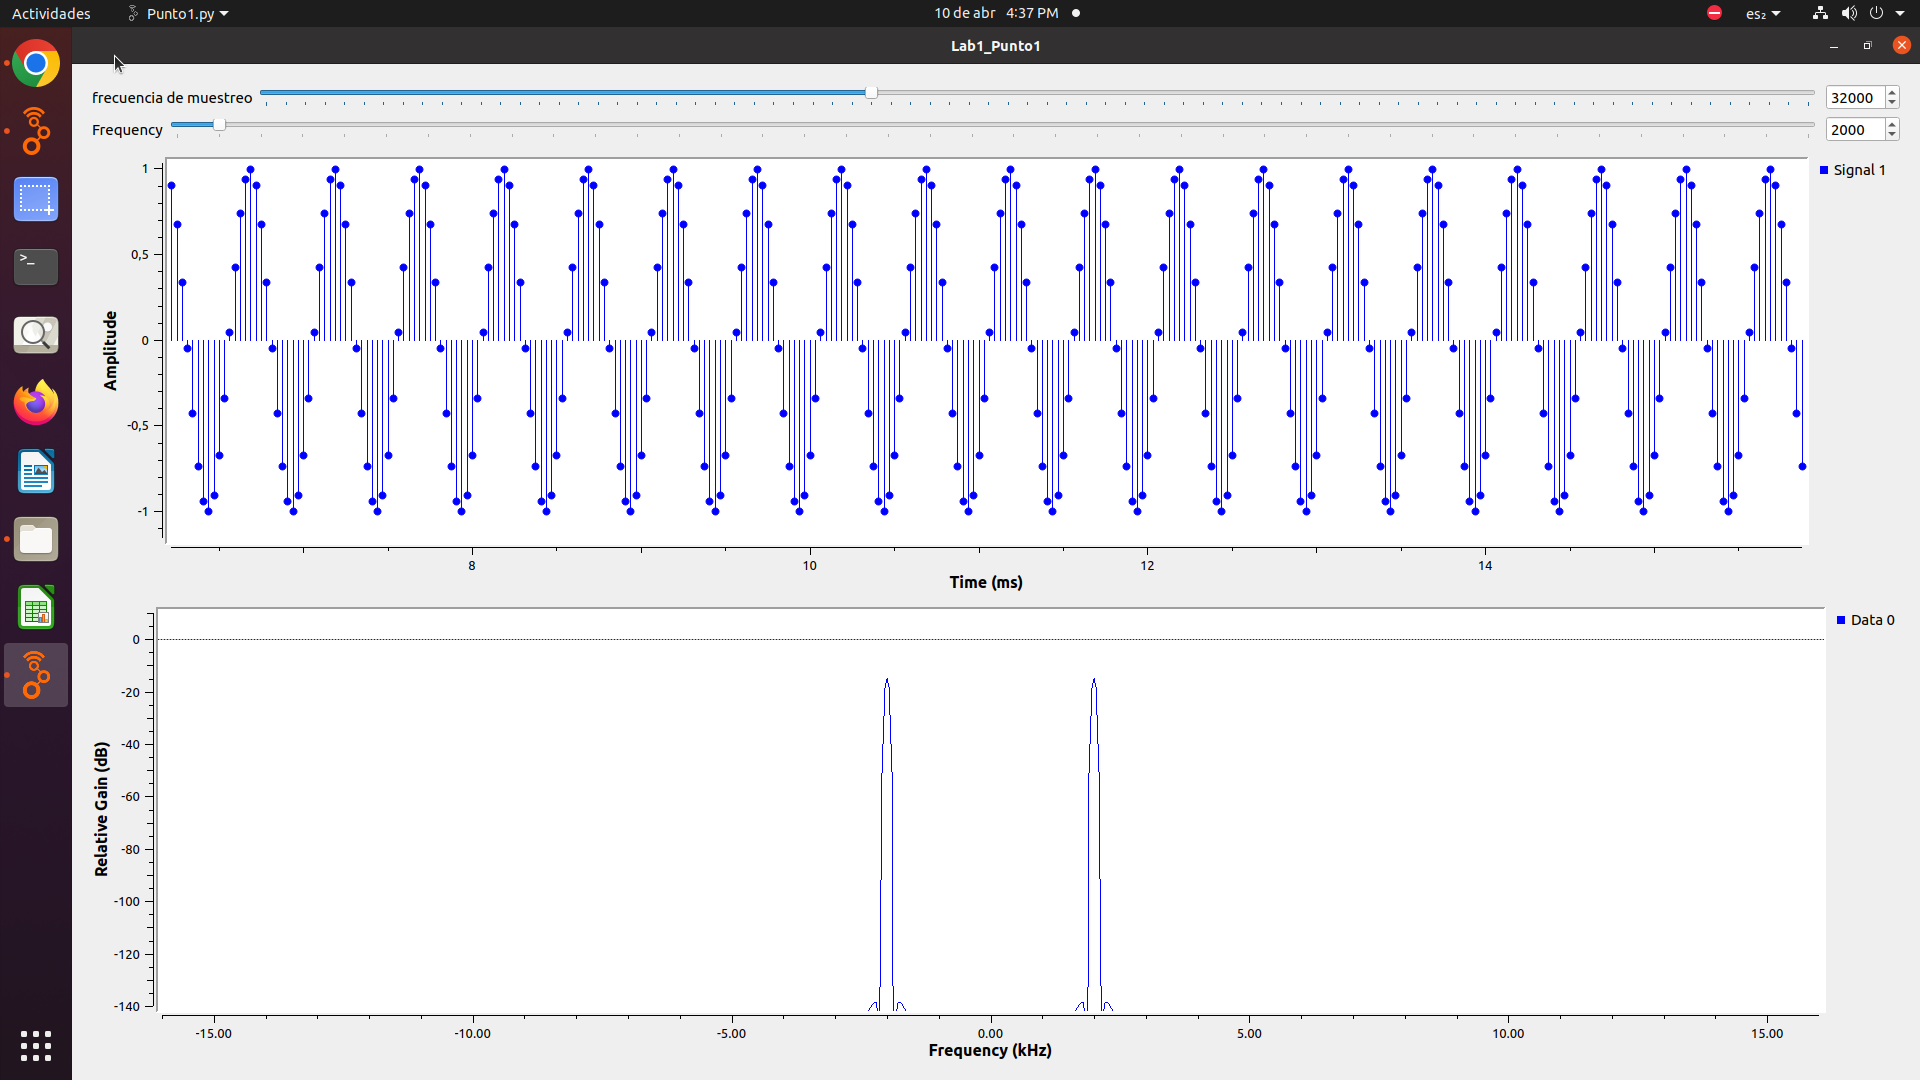 Actividades Punto1.py 10 de abr 4:37 PM es₂
Lab1_Punto1
frecuencia de muestreo 32000
Frequency 2000
Signal 1
1
0,5
0
-0,5
-1
Amplitude
8 10 12 14
Time (ms)
Data 0
0
-20
-40
-60
-80
-100
-120
-140
Relative Gain (dB)
-15.00 -10.00 -5.00 0.00 5.00 10.00 15.00
Frequency (kHz)